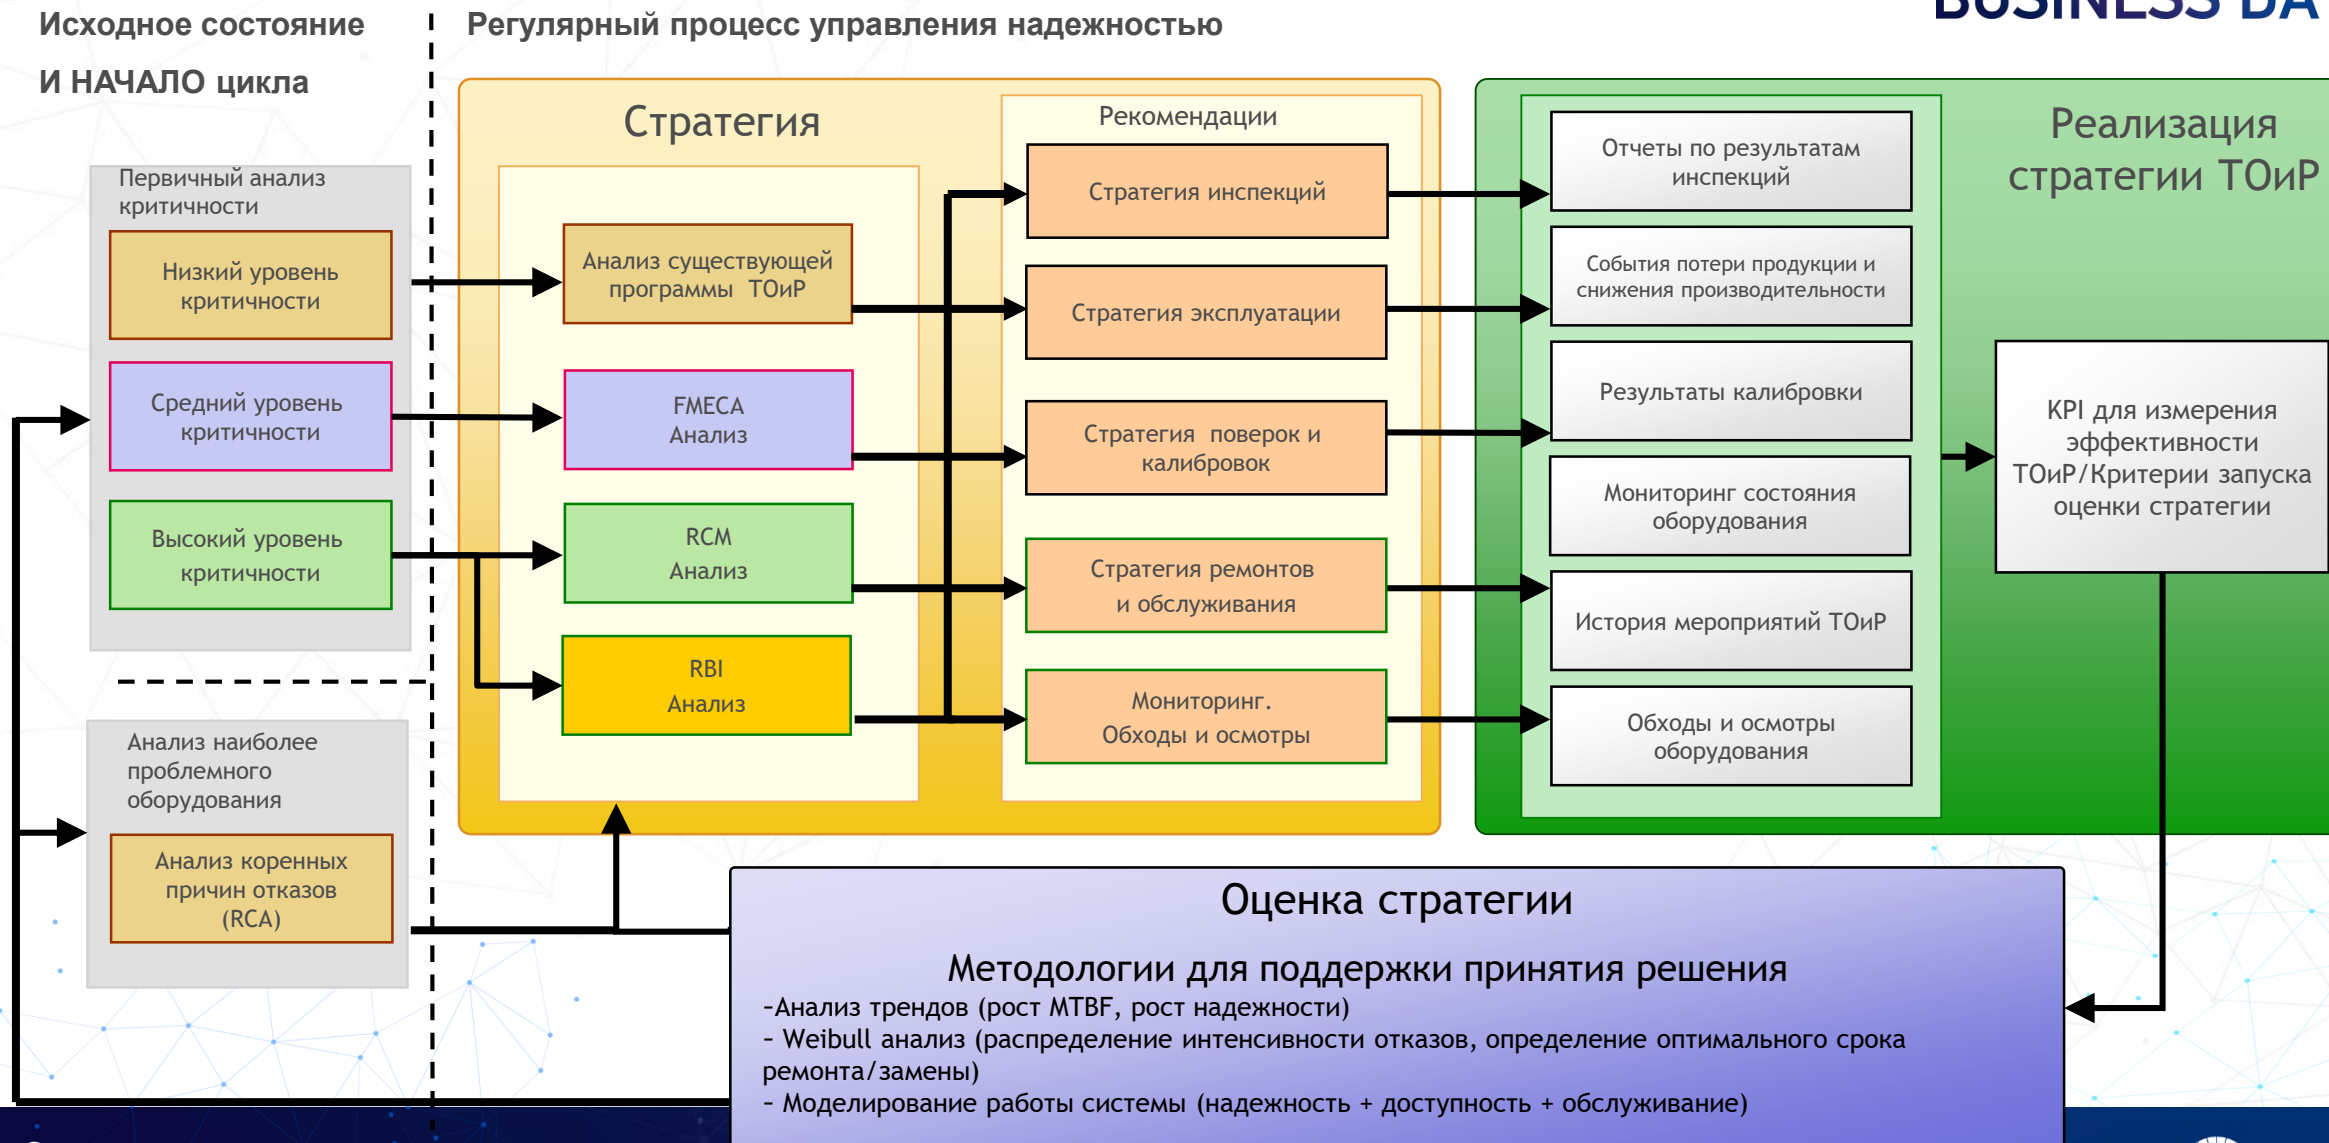 Исходное состояние
И НАЧАЛО цикла
Регулярный процесс управления надежностью
BUSINESS DA
Первичный анализ
критичности
Низкий уровень
критичности
Средний уровень
критичности
Высокий уровень
критичности
Анализ наиболее
проблемного
оборудования
Анализ коренных
причин отказов
(RCA)
Стратегия
Анализ существующей
программы ТОиР
FMECA
Анализ
RCM
Анализ
RBI
Анализ
Рекомендации
Стратегия инспекций
Стратегия эксплуатации
Стратегия поверок и
калибровок
Стратегия ремонтов
и обслуживания
Мониторинг.
Обходы и осмотры
Отчеты по результатам
инспекций
События потери продукции и
снижения производительности
Результаты калибровки
Мониторинг состояния
оборудования
История мероприятий ТОиР
Обходы и осмотры
оборудования
Реализация
стратегии ТОиР
KPI для измерения
эффективности
ТОиР/Критерии запуска
оценки стратегии
Оценка стратегии
Методологии для поддержки принятия решения
-Анализ трендов (рост MTBF, рост надежности)
- Weibull анализ (распределение интенсивности отказов, определение оптимального срока
ремонта/замены)
- Моделирование работы системы (надежность + доступность + обслуживание)